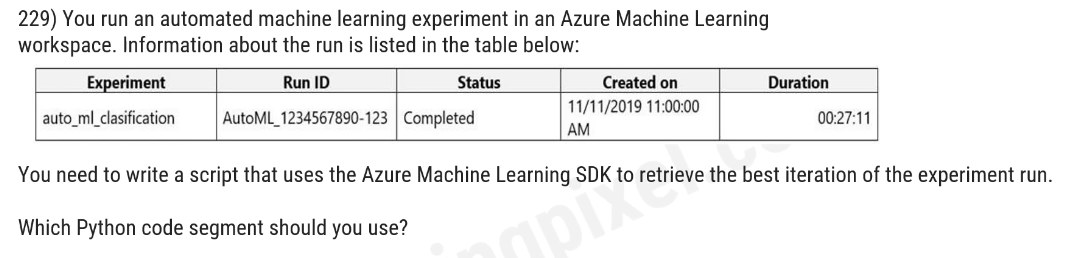 229) You run an automated machine learning experiment in an Azure Machine Learning
workspace. Information about the run is listed in the table below:
Experiment Run ID Status Created on Duration
auto_ml_clasification AutoML_1234567890-123 Completed 11/11/2019 11:00:00 00:27:11
AM
You need to write a script that uses the Azure Machine Learning SDK to retrieve the best iteration of the experiment run.
Which Python code segment should you use?